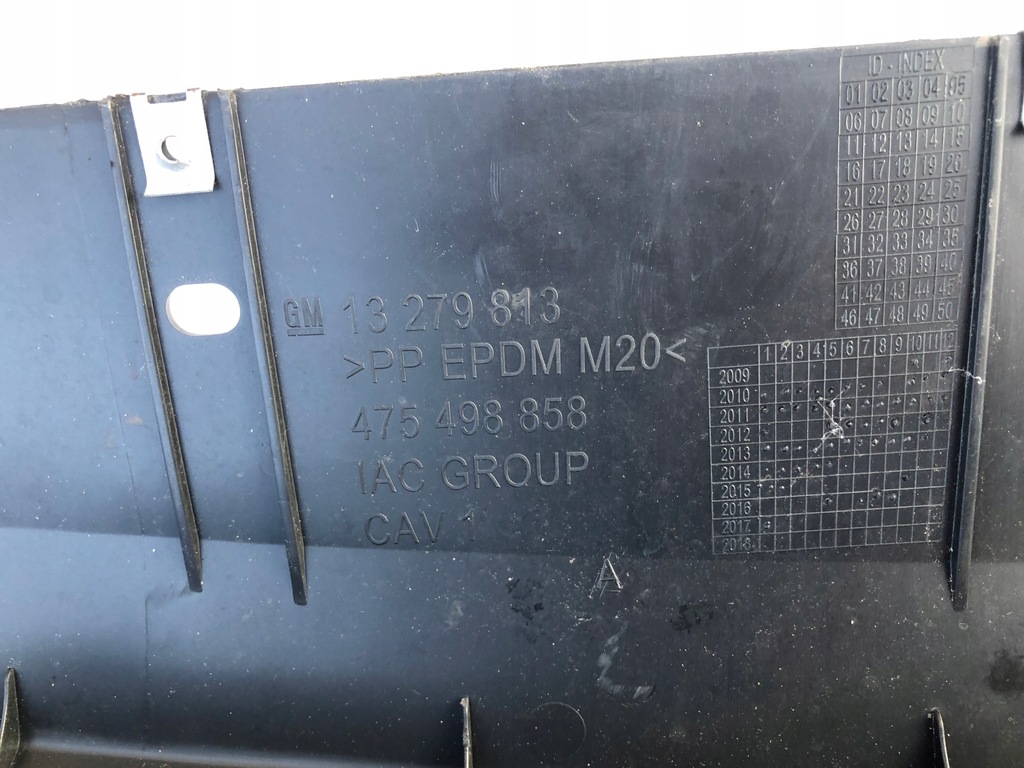 ID - INDEX
01 02 03 04 05
06 07 08 09 10
11 12 13 14 15
16 17 18 19 20
21 22 23 24 25
26 27 28 29 30
31 32 33 34 35
36 37 38 39 40
41 42 43 44 45
46 47 48 49 50
GM 13 279 813
>PP EPDM M20<
475 498 858
IAC GROUP
CAV 1
A
1 2 3 4 5 6 7 8 9 10 11 12
2009
2010
2011
2012
2013
2014
2015
2016
2017
2018